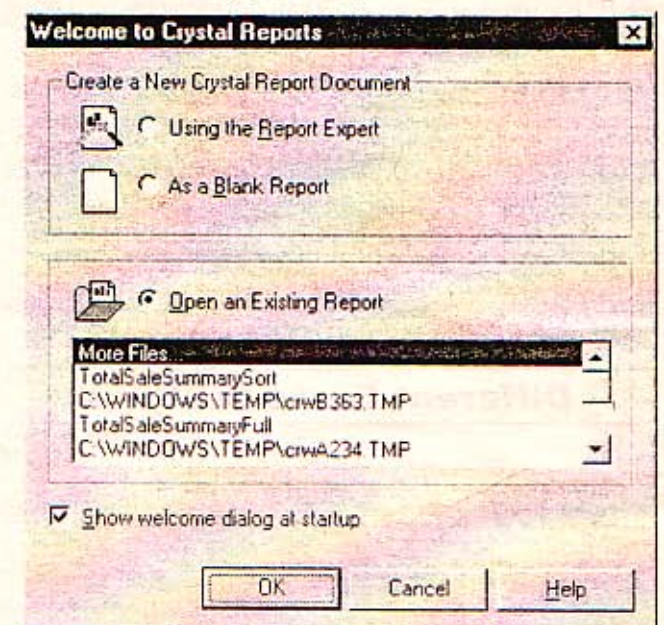 Welcome to Crystal Reports
Create a New Crystal Report Document
Using the Report Expert
As a Blank Report
Open an Existing Report
More Files...
TotalSaleSummarySort
C:\WINDOWS\TEMP\crwB363.TMP
TotalSaleSummaryFull
C:\WINDOWS\TEMP\crwA234.TMP
Show welcome dialog at startup
OK Cancel Help